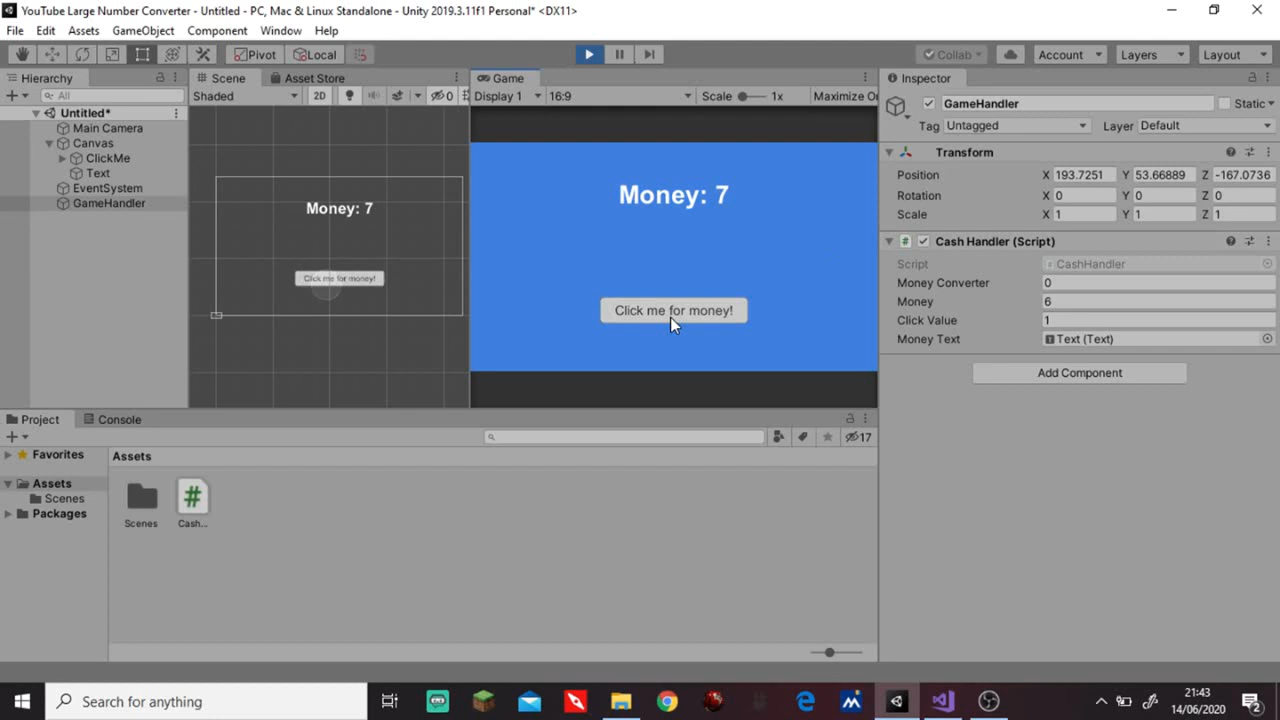 YouTube Large Number Converter - Untitled - PC, Mac & Linux Standalone - Unity 2019.3.11f1 Personal* <DX11>
File Edit Assets GameObject Component Window Help
Pivot Local Collab Account Layers Layout
Hierarchy Scene Asset Store Game Inspector
All Shaded 2D 0 Display 1 16:9 Scale 1x Maximize On
GameHandler Static
Untitled*
Tag Untagged Layer Default
Main Camera
Canvas
ClickMe
Text
EventSystem
GameHandler
Money: 7
Click me for money!
Money: 7
Click me for money!
Transform
Position X 193.7251 Y 53.66889 Z -167.0736
Rotation X 0 Y 0 Z 0
Scale X 1 Y 1 Z 1
# Cash Handler (Script)
Script CashHandler
Money Converter 0
Money 6
Click Value 1
Money Text Text (Text)
Add Component
Project Console
17
Favorites
Assets
Scenes
Packages
Assets
#
Scenes Cash...
Search for anything
21:43
14/06/2020
2